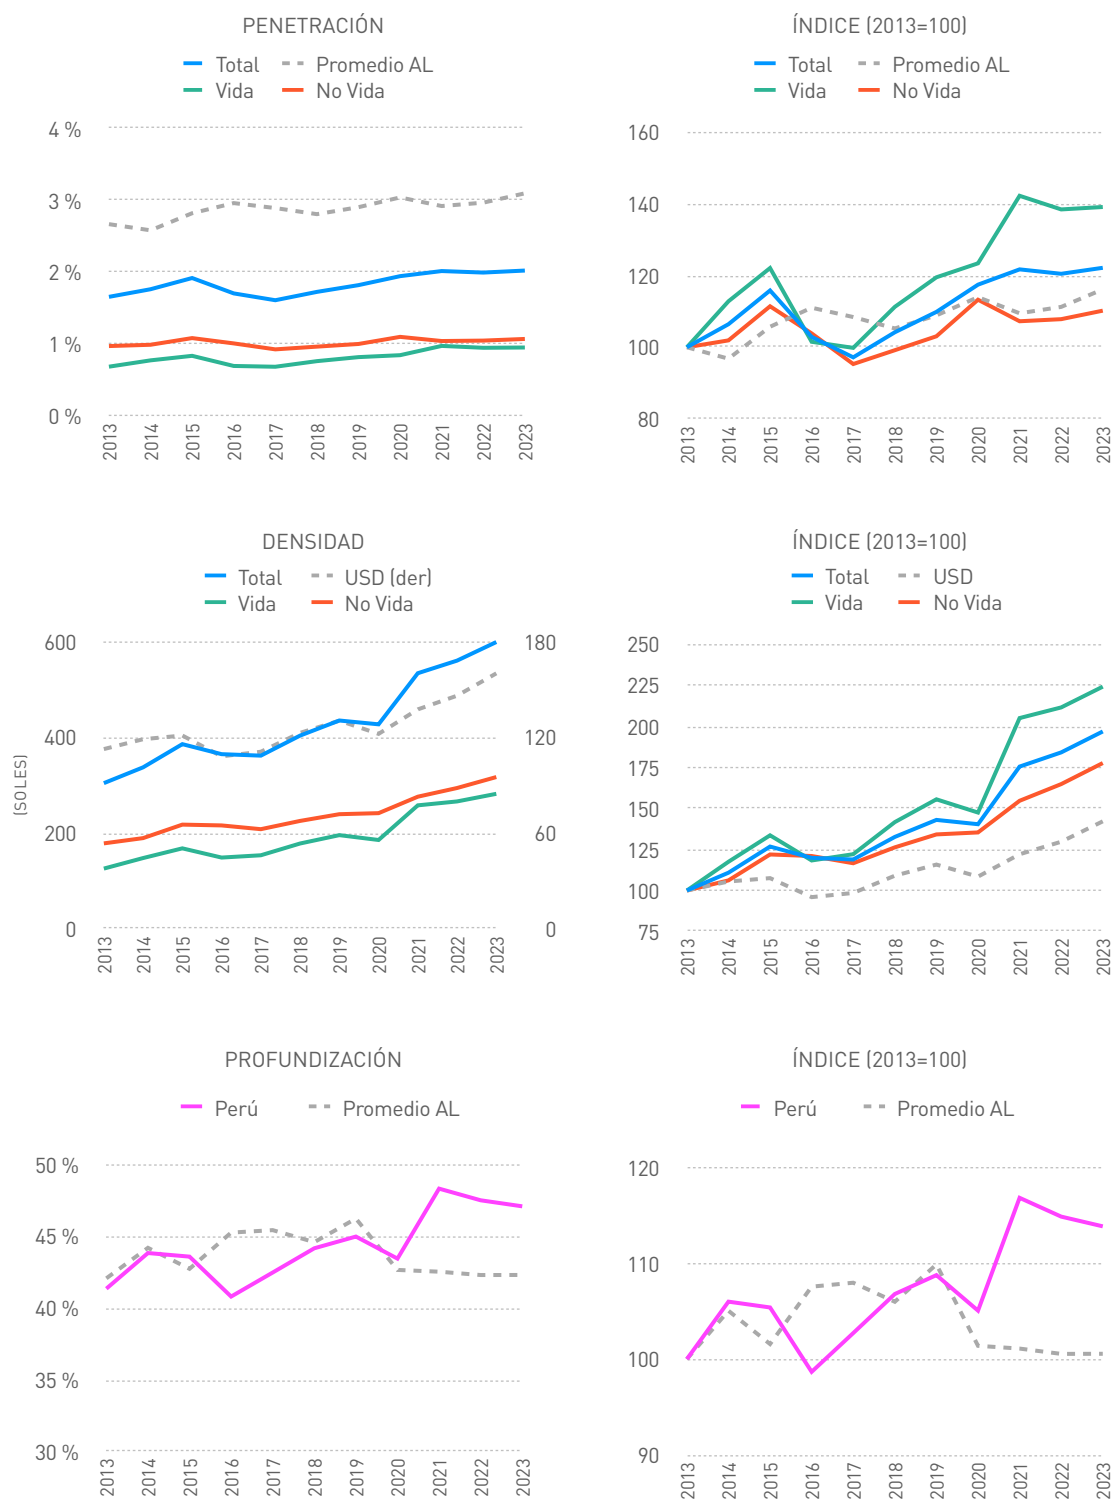 PENETRACIÓN
Total Promedio AL
Vida No Vida
4 %
3 %
2 %
1 %
0 %
2013 2014 2015 2016 2017 2018 2019 2020 2021 2022 2023
ÍNDICE (2013=100)
Total Promedio AL
Vida No Vida
160
140
120
100
80
2013 2014 2015 2016 2017 2018 2019 2020 2021 2022 2023
DENSIDAD
Total USD (der)
Vida No Vida
(SOLES)
600 180
400 120
200 60
0 0
2013 2014 2015 2016 2017 2018 2019 2020 2021 2022 2023
ÍNDICE (2013=100)
Total USD
Vida No Vida
250
225
200
175
150
125
100
75
2013 2014 2015 2016 2017 2018 2019 2020 2021 2022 2023
PROFUNDIZACIÓN
Perú Promedio AL
50 %
45 %
40 %
35 %
30 %
2013 2014 2015 2016 2017 2018 2019 2020 2021 2022 2023
ÍNDICE (2013=100)
Perú Promedio AL
120
110
100
90
2013 2014 2015 2016 2017 2018 2019 2020 2021 2022 2023